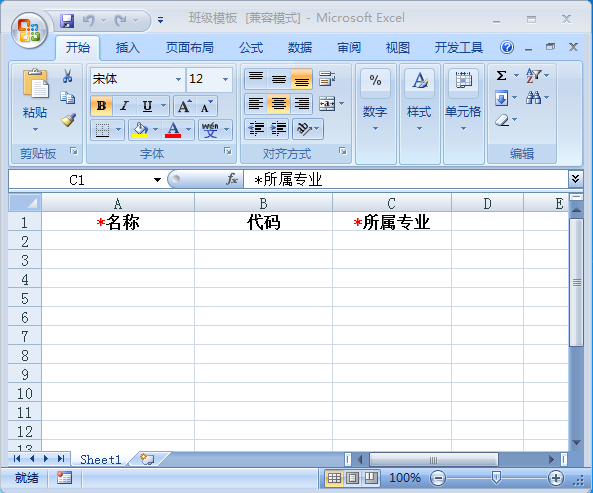 班级模板 [兼容模式] - Microsoft Excel
开始 插入 页面布局 公式 数据 审阅 视图 开发工具
宋体 12
粘贴 B I U A A 数字 样式 单元格 Σ
A 文 wén
剪贴板 字体 对齐方式 编辑
C1 fx *所属专业
A B C D E
1 *名称 代码 *所属专业
2
3
4
5
6
7
8
9
10
11
12
13
Sheet1
就绪 100%